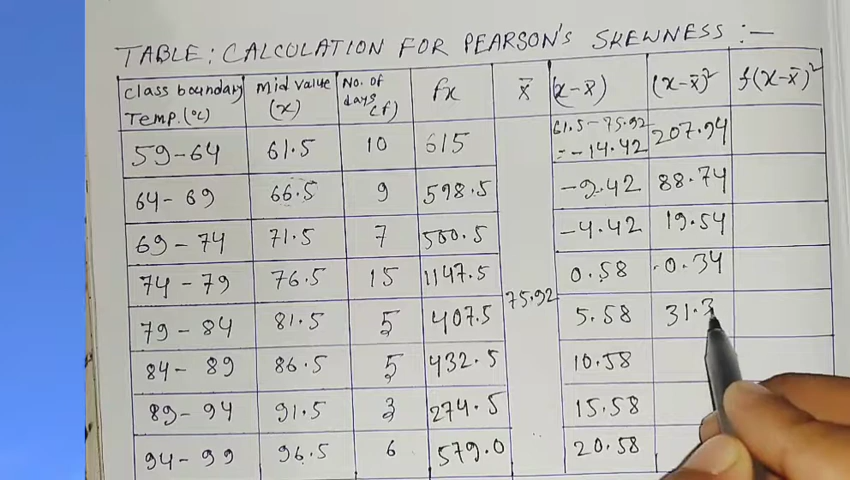 TABLE : CALCULATION FOR PEARSON'S SKEWNESS :—
Class boundary Temp. (°C) Mid value (x) No. of days (f) fx x̄ (x-x̄) (x-x̄)² f(x-x̄)²
59-64 61.5 10 615 61.5-75.92 = -14.42 207.94
64-69 66.5 9 598.5 -9.42 88.74
69-74 71.5 7 500.5 -4.42 19.54
74-79 76.5 15 1147.5 0.58 0.34
75.92
79-84 81.5 5 407.5 5.58 31.3
84-89 86.5 5 432.5 10.58
89-94 91.5 3 274.5 15.58
94-99 96.5 6 579.0 20.58